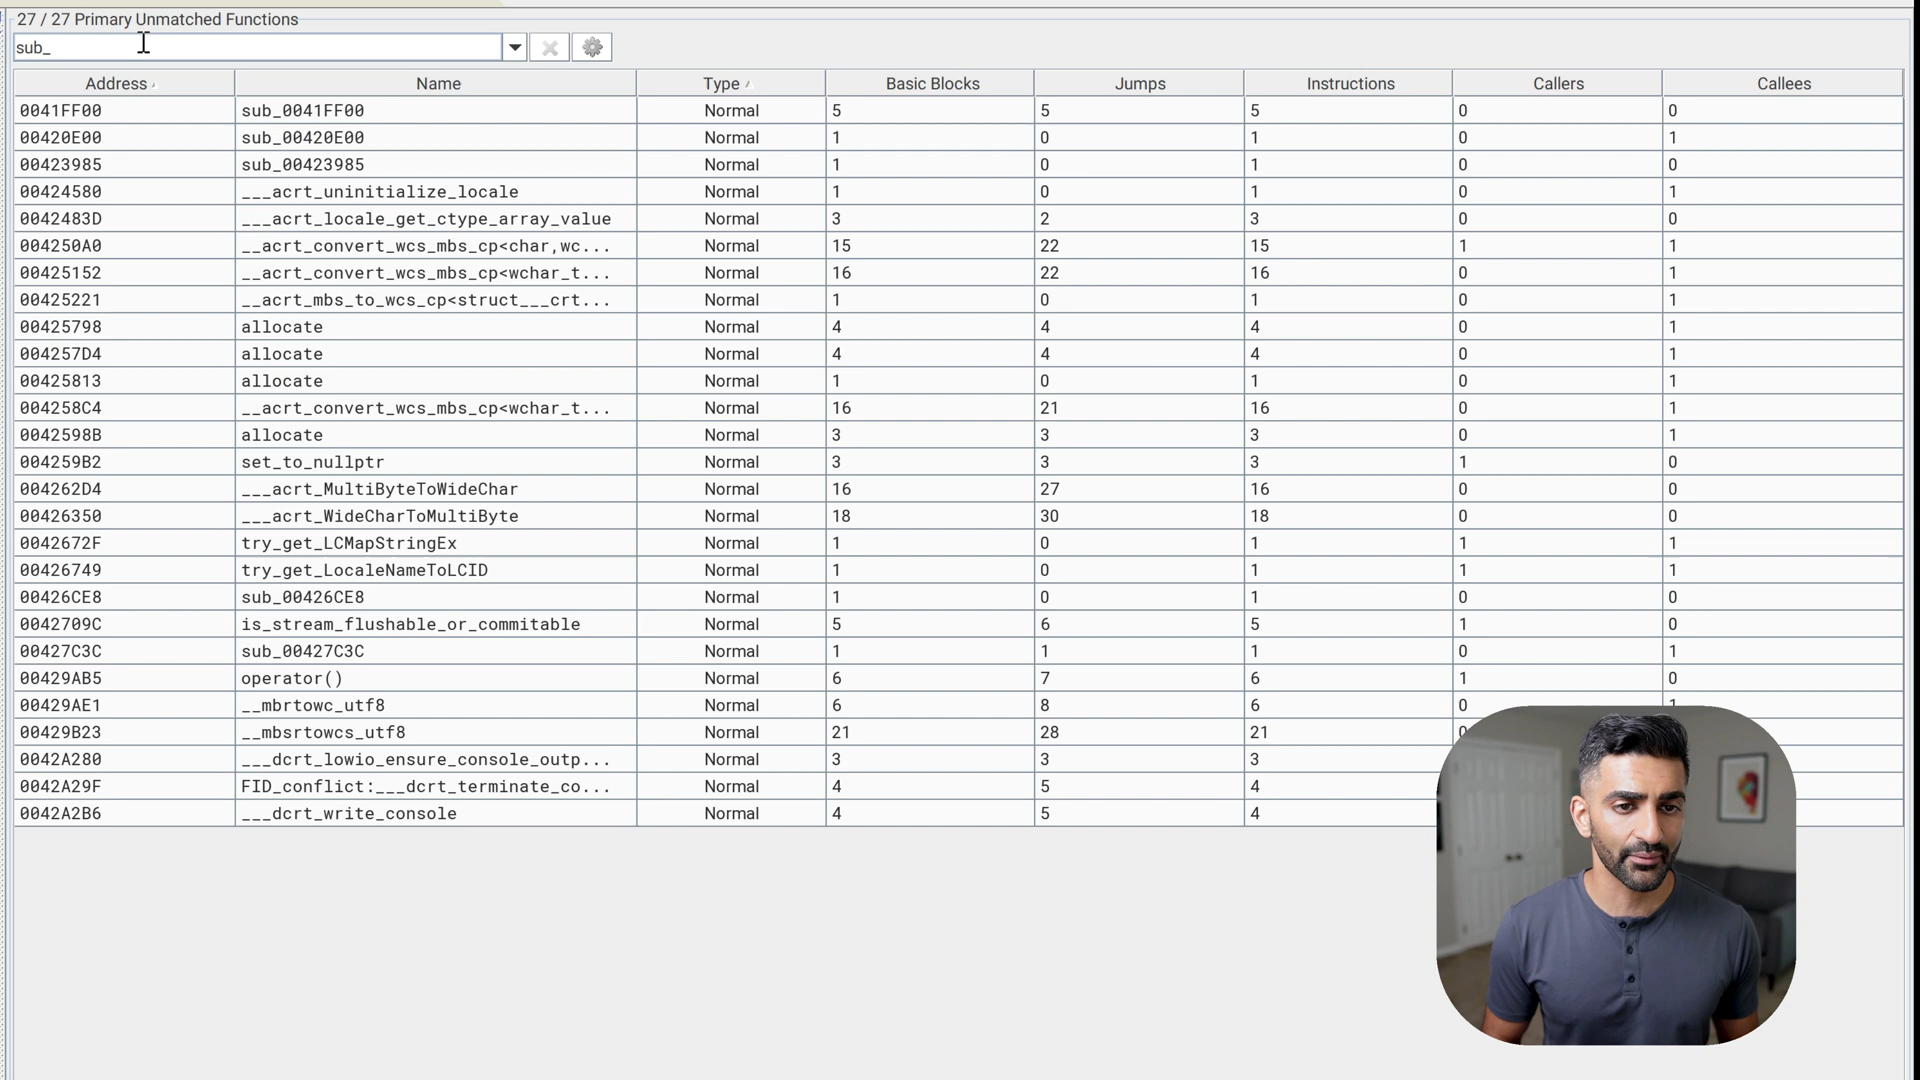 27 / 27 Primary Unmatched Functions
sub_
Address Name Type Basic Blocks Jumps Instructions Callers Callees
0041FF00 sub_0041FF00 Normal 5 5 5 0 0
00420E00 sub_00420E00 Normal 1 0 1 0 1
00423985 sub_00423985 Normal 1 0 1 0 0
00424580 ___acrt_uninitialize_locale Normal 1 0 1 0 1
0042483D ___acrt_locale_get_ctype_array_value Normal 3 2 3 0 0
004250A0 __acrt_convert_wcs_mbs_cp<char,wc... Normal 15 22 15 1 1
00425152 __acrt_convert_wcs_mbs_cp<wchar_t... Normal 16 22 16 0 1
00425221 __acrt_mbs_to_wcs_cp<struct___crt... Normal 1 0 1 0 1
00425798 allocate Normal 4 4 4 0 1
004257D4 allocate Normal 4 4 4 0 1
00425813 allocate Normal 1 0 1 0 1
004258C4 __acrt_convert_wcs_mbs_cp<wchar_t... Normal 16 21 16 0 1
0042598B allocate Normal 3 3 3 0 1
004259B2 set_to_nullptr Normal 3 3 3 1 0
004262D4 ___acrt_MultiByteToWideChar Normal 16 27 16 0 0
00426350 ___acrt_WideCharToMultiByte Normal 18 30 18 0 0
0042672F try_get_LCMapStringEx Normal 1 0 1 1 1
00426749 try_get_LocaleNameToLCID Normal 1 0 1 1 1
00426CE8 sub_00426CE8 Normal 1 0 1 0 0
0042709C is_stream_flushable_or_commitable Normal 5 6 5 1 0
00427C3C sub_00427C3C Normal 1 1 1 0 1
00429AB5 operator() Normal 6 7 6 1 0
00429AE1 __mbrtowc_utf8 Normal 6 8 6 0 1
00429B23 __mbsrtowcs_utf8 Normal 21 28 21 0
0042A280 ___dcrt_lowio_ensure_console_outp... Normal 3 3 3
0042A29F FID_conflict:___dcrt_terminate_co... Normal 4 5 4
0042A2B6 ___dcrt_write_console Normal 4 5 4